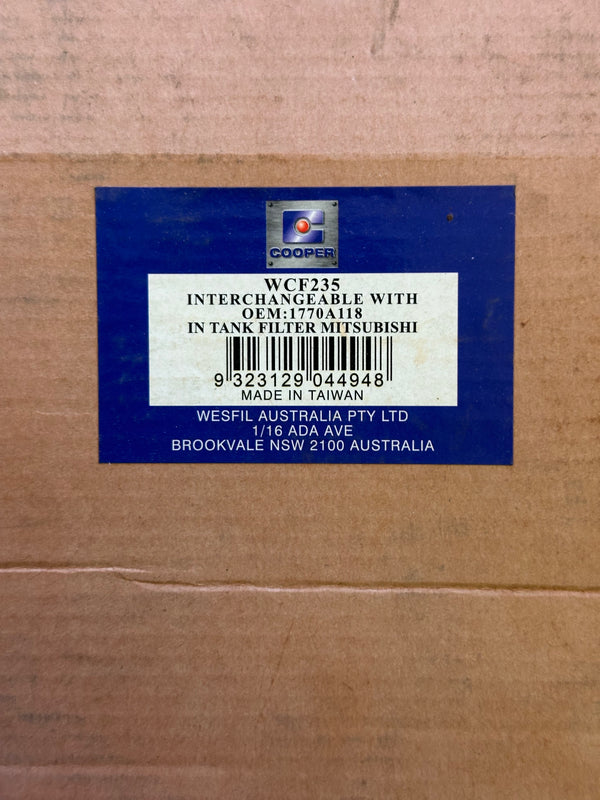 COOPER
WCF235
INTERCHANGEABLE WITH
OEM:1770A118
IN TANK FILTER MITSUBISHI
9 323129 044948
MADE IN TAIWAN
WESFIL AUSTRALIA PTY LTD
1/16 ADA AVE
BROOKVALE NSW 2100 AUSTRALIA